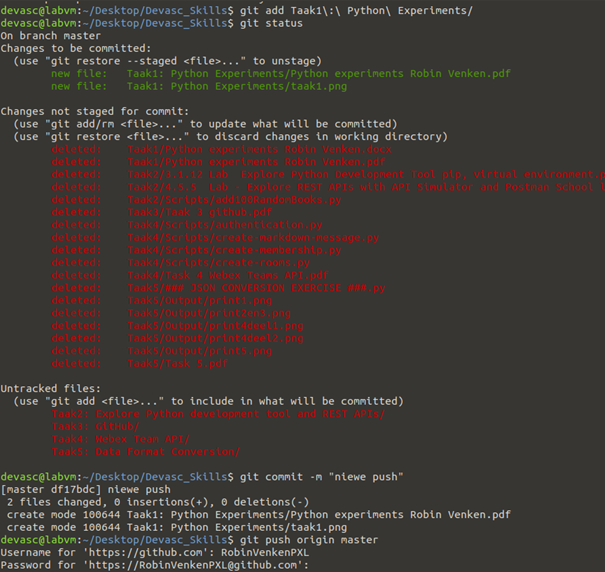 devasc@labvm:~/Desktop/Devasc_Skills$ git add Taak1\:\ Python\ Experiments/
devasc@labvm:~/Desktop/Devasc_Skills$ git status
On branch master
Changes to be committed:
  (use "git restore --staged <file>..." to unstage)
        new file:   Taak1: Python Experiments/Python experiments Robin Venken.pdf
        new file:   Taak1: Python Experiments/taak1.png

Changes not staged for commit:
  (use "git add/rm <file>..." to update what will be committed)
  (use "git restore <file>..." to discard changes in working directory)
        deleted:    Taak1/Python experiments Robin Venken.docx
        deleted:    Taak1/Python experiments Robin Venken.pdf
        deleted:    Taak2/3.1.12 Lab  Explore Python Development Tool pip, Virtual environment.p
        deleted:    Taak2/4.5.5  Lab - Explore REST APIs with API Simulator and Postman School
        deleted:    Taak2/Scripts/add100RandomBooks.py
        deleted:    Taak3/Taak 3 github.pdf
        deleted:    Taak4/Scripts/authentication.py
        deleted:    Taak4/Scripts/create-markdown-message.py
        deleted:    Taak4/Scripts/create-membership.py
        deleted:    Taak4/Scripts/create-rooms.py
        deleted:    Taak4/Task 4 Webex Teams API.pdf
        deleted:    Taak5/### JSON CONVERSION EXERCISE ###.py
        deleted:    Taak5/Output/print1.png
        deleted:    Taak5/Output/print2en3.png
        deleted:    Taak5/Output/print4deel1.png
        deleted:    Taak5/Output/print4deel2.png
        deleted:    Taak5/Output/print5.png
        deleted:    Taak5/Task 5.pdf

Untracked files:
  (use "git add <file>..." to include in what will be committed)
        Taak2: Explore Python development tool and REST APIs/
        Taak3: GitHub/
        Taak4: Webex Team API/
        Taak5: Data Format Conversion/

devasc@labvm:~/Desktop/Devasc_Skills$ git commit -m "niewe push"
[master df17bdc] niewe push
 2 files changed, 0 insertions(+), 0 deletions(-)
 create mode 100644 Taak1: Python Experiments/Python experiments Robin Venken.pdf
 create mode 100644 Taak1: Python Experiments/taak1.png
devasc@labvm:~/Desktop/Devasc_Skills$ git push origin master
Username for 'https://github.com': RobinVenkenPXL
Password for 'https://RobinVenkenPXL@github.com':